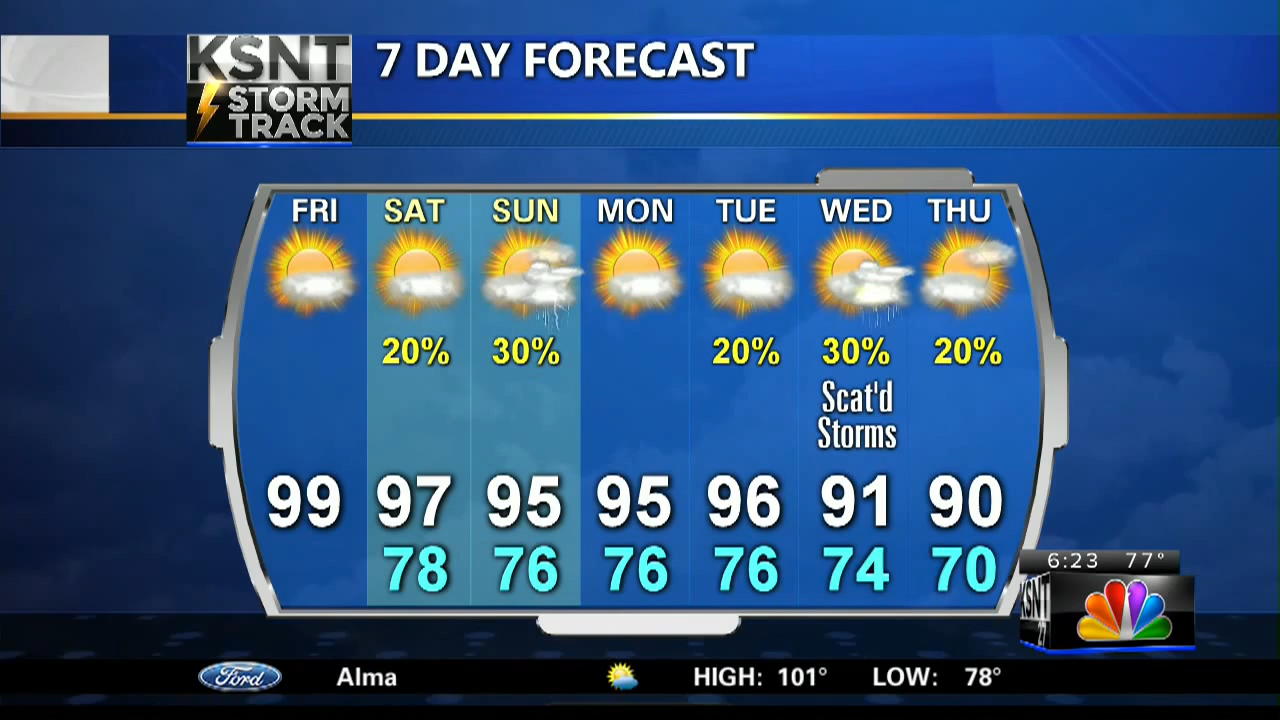 KSNT
STORM
TRACK
7 DAY FORECAST
FRI SAT SUN MON TUE WED THU
20% 30% 20% 30% 20%
Scat'd
Storms
99 97 95 95 96 91 90
78 76 76 76 74 70
6:23 77°
KSNT
27
Ford Alma HIGH: 101° LOW: 78°